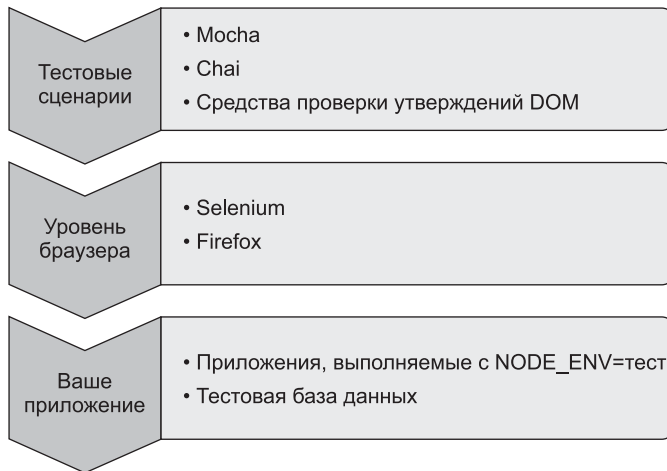 Тестовые
сценарии
• Mocha
• Chai
• Средства проверки утверждений DOM
Уровень
браузера
• Selenium
• Firefox
Ваше
приложение
• Приложения, выполняемые с NODE_ENV=тест
• Тестовая база данных